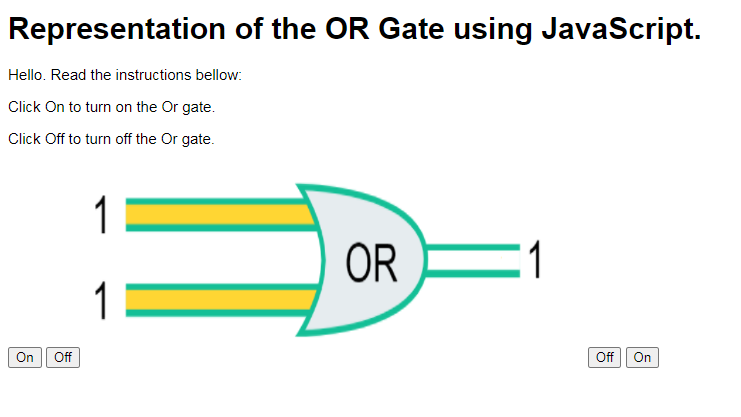 Representation of the OR Gate using JavaScript.
Hello. Read the instructions bellow:
Click On to turn on the Or gate.
Click Off to turn off the Or gate.
1
OR 1
1
On Off Off On